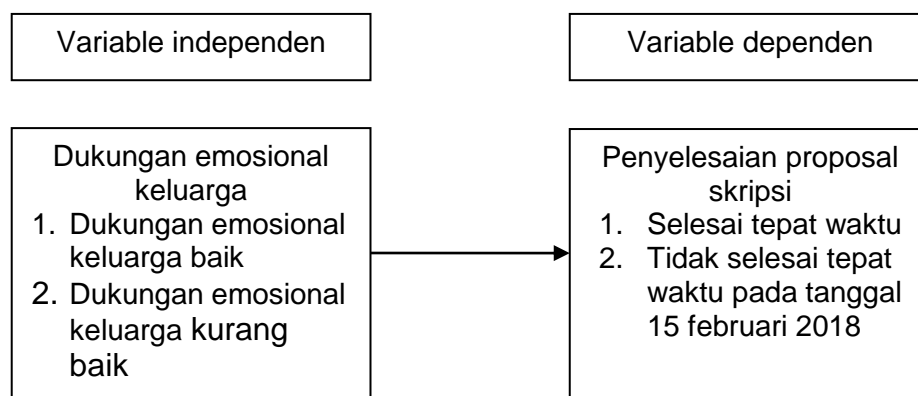 Variable independen
Variable dependen
Dukungan emosional
keluarga
1. Dukungan emosional
keluarga baik
2. Dukungan emosional
keluarga kurang
baik
Penyelesaian proposal
skripsi
1. Selesai tepat waktu
2. Tidak selesai tepat
waktu pada tanggal
15 februari 2018